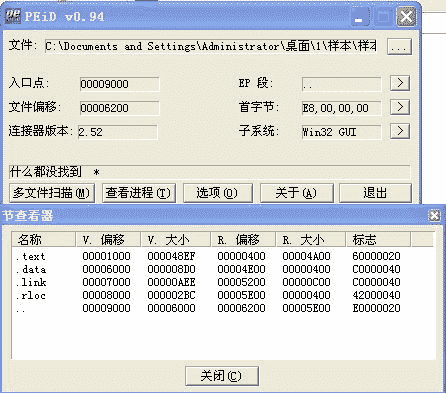 PEiD v0.94
文件: C:\Documents and Settings\Administrator\桌面\1\样本\样本 ...
入口点: 00009000 EP 段: .. >
文件偏移: 00006200 首字节: E8,00,00,00 >
连接器版本: 2.52 子系统: Win32 GUI >
什么都没找到 *
多文件扫描(M) 查看进程(T) 选项(O) 关于(A) 退出
节查看器
名称 V. 偏移 V. 大小 R. 偏移 R. 大小 标志
.text 00001000 000048EF 00000400 00004A00 60000020
.data 00006000 000008D0 00004E00 00000400 C0000040
.link 00007000 00000AEE 00005200 00000C00 C0000040
.rloc 00008000 000002BC 00005E00 00000400 42000040
.. 00009000 00006000 00006200 00005E00 E0000020
关闭(C)